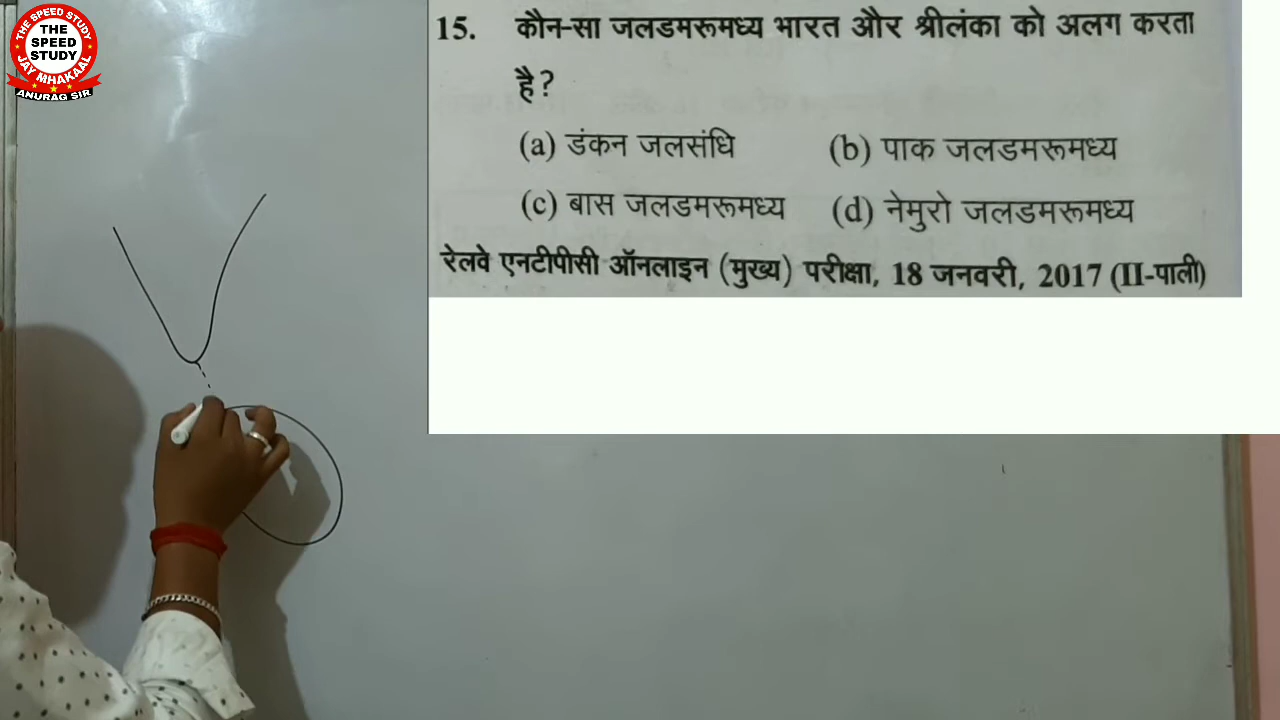 THE SPEED STUDY
THE
SPEED
STUDY
JAY MHAKAAL
ANURAG SIR
15. कौन-सा जलडमरूमध्य भारत और श्रीलंका को अलग करता
है?
(a) डंकन जलसंधि (b) पाक जलडमरूमध्य
(c) बास जलडमरूमध्य (d) नेमुरो जलडमरूमध्य
रेलवे एनटीपीसी ऑनलाइन (मुख्य) परीक्षा, 18 जनवरी, 2017 (II-पाली)